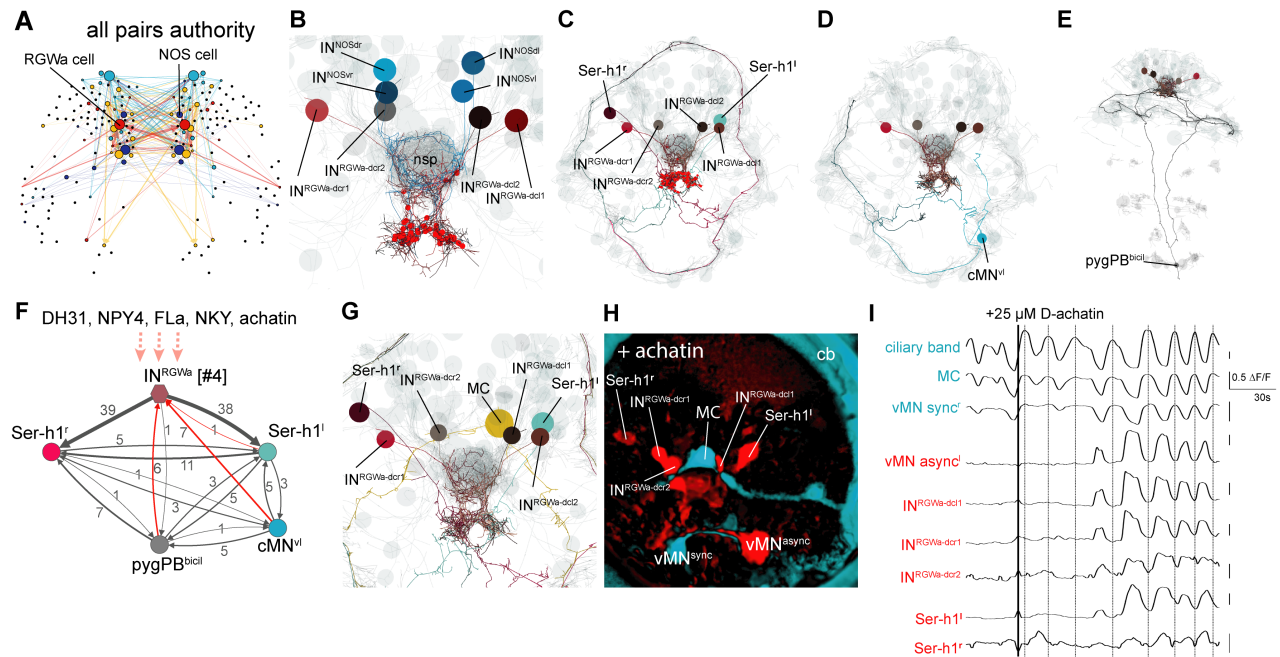 A
all pairs authority
RGWa cell
NOS cell
B
IN^NOSdr
IN^NOSvr
IN^NOSdl
IN^NOSvl
nsp
IN^RGWa-dcr2
IN^RGWa-dcr1
IN^RGWa-dcl2
IN^RGWa-dcl1
C
Ser-h1^r
Ser-h1^l
IN^RGWa-dcl2
IN^RGWa-dcr1
IN^RGWa-dcl1
IN^RGWa-dcr2
D
cMN^vl
E
pygPB^bicil
F
DH31, NPY4, FLa, NKY, achatin
IN^RGWa [#4]
39
38
1
7
1
Ser-h1^r
Ser-h1^l
5
11
6
1
3
5
3
1
3
7
1
5
pygPB^bicil
cMN^vl
G
Ser-h1^r
IN^RGWa-dcr2
MC
IN^RGWa-dcl1
Ser-h1^l
IN^RGWa-dcr1
IN^RGWa-dcl2
H
+ achatin
cb
Ser-h1^r
IN^RGWa-dcr1
MC
IN^RGWa-dcl1
Ser-h1^l
IN^RGWa-dcr2
vMN^sync
vMN^async
I
+25 µM D-achatin
ciliary band
MC
vMN sync^r
vMN async^l
IN^RGWa-dcl1
IN^RGWa-dcr1
IN^RGWa-dcr2
Ser-h1^l
Ser-h1^r
0.5 ΔF/F
30s